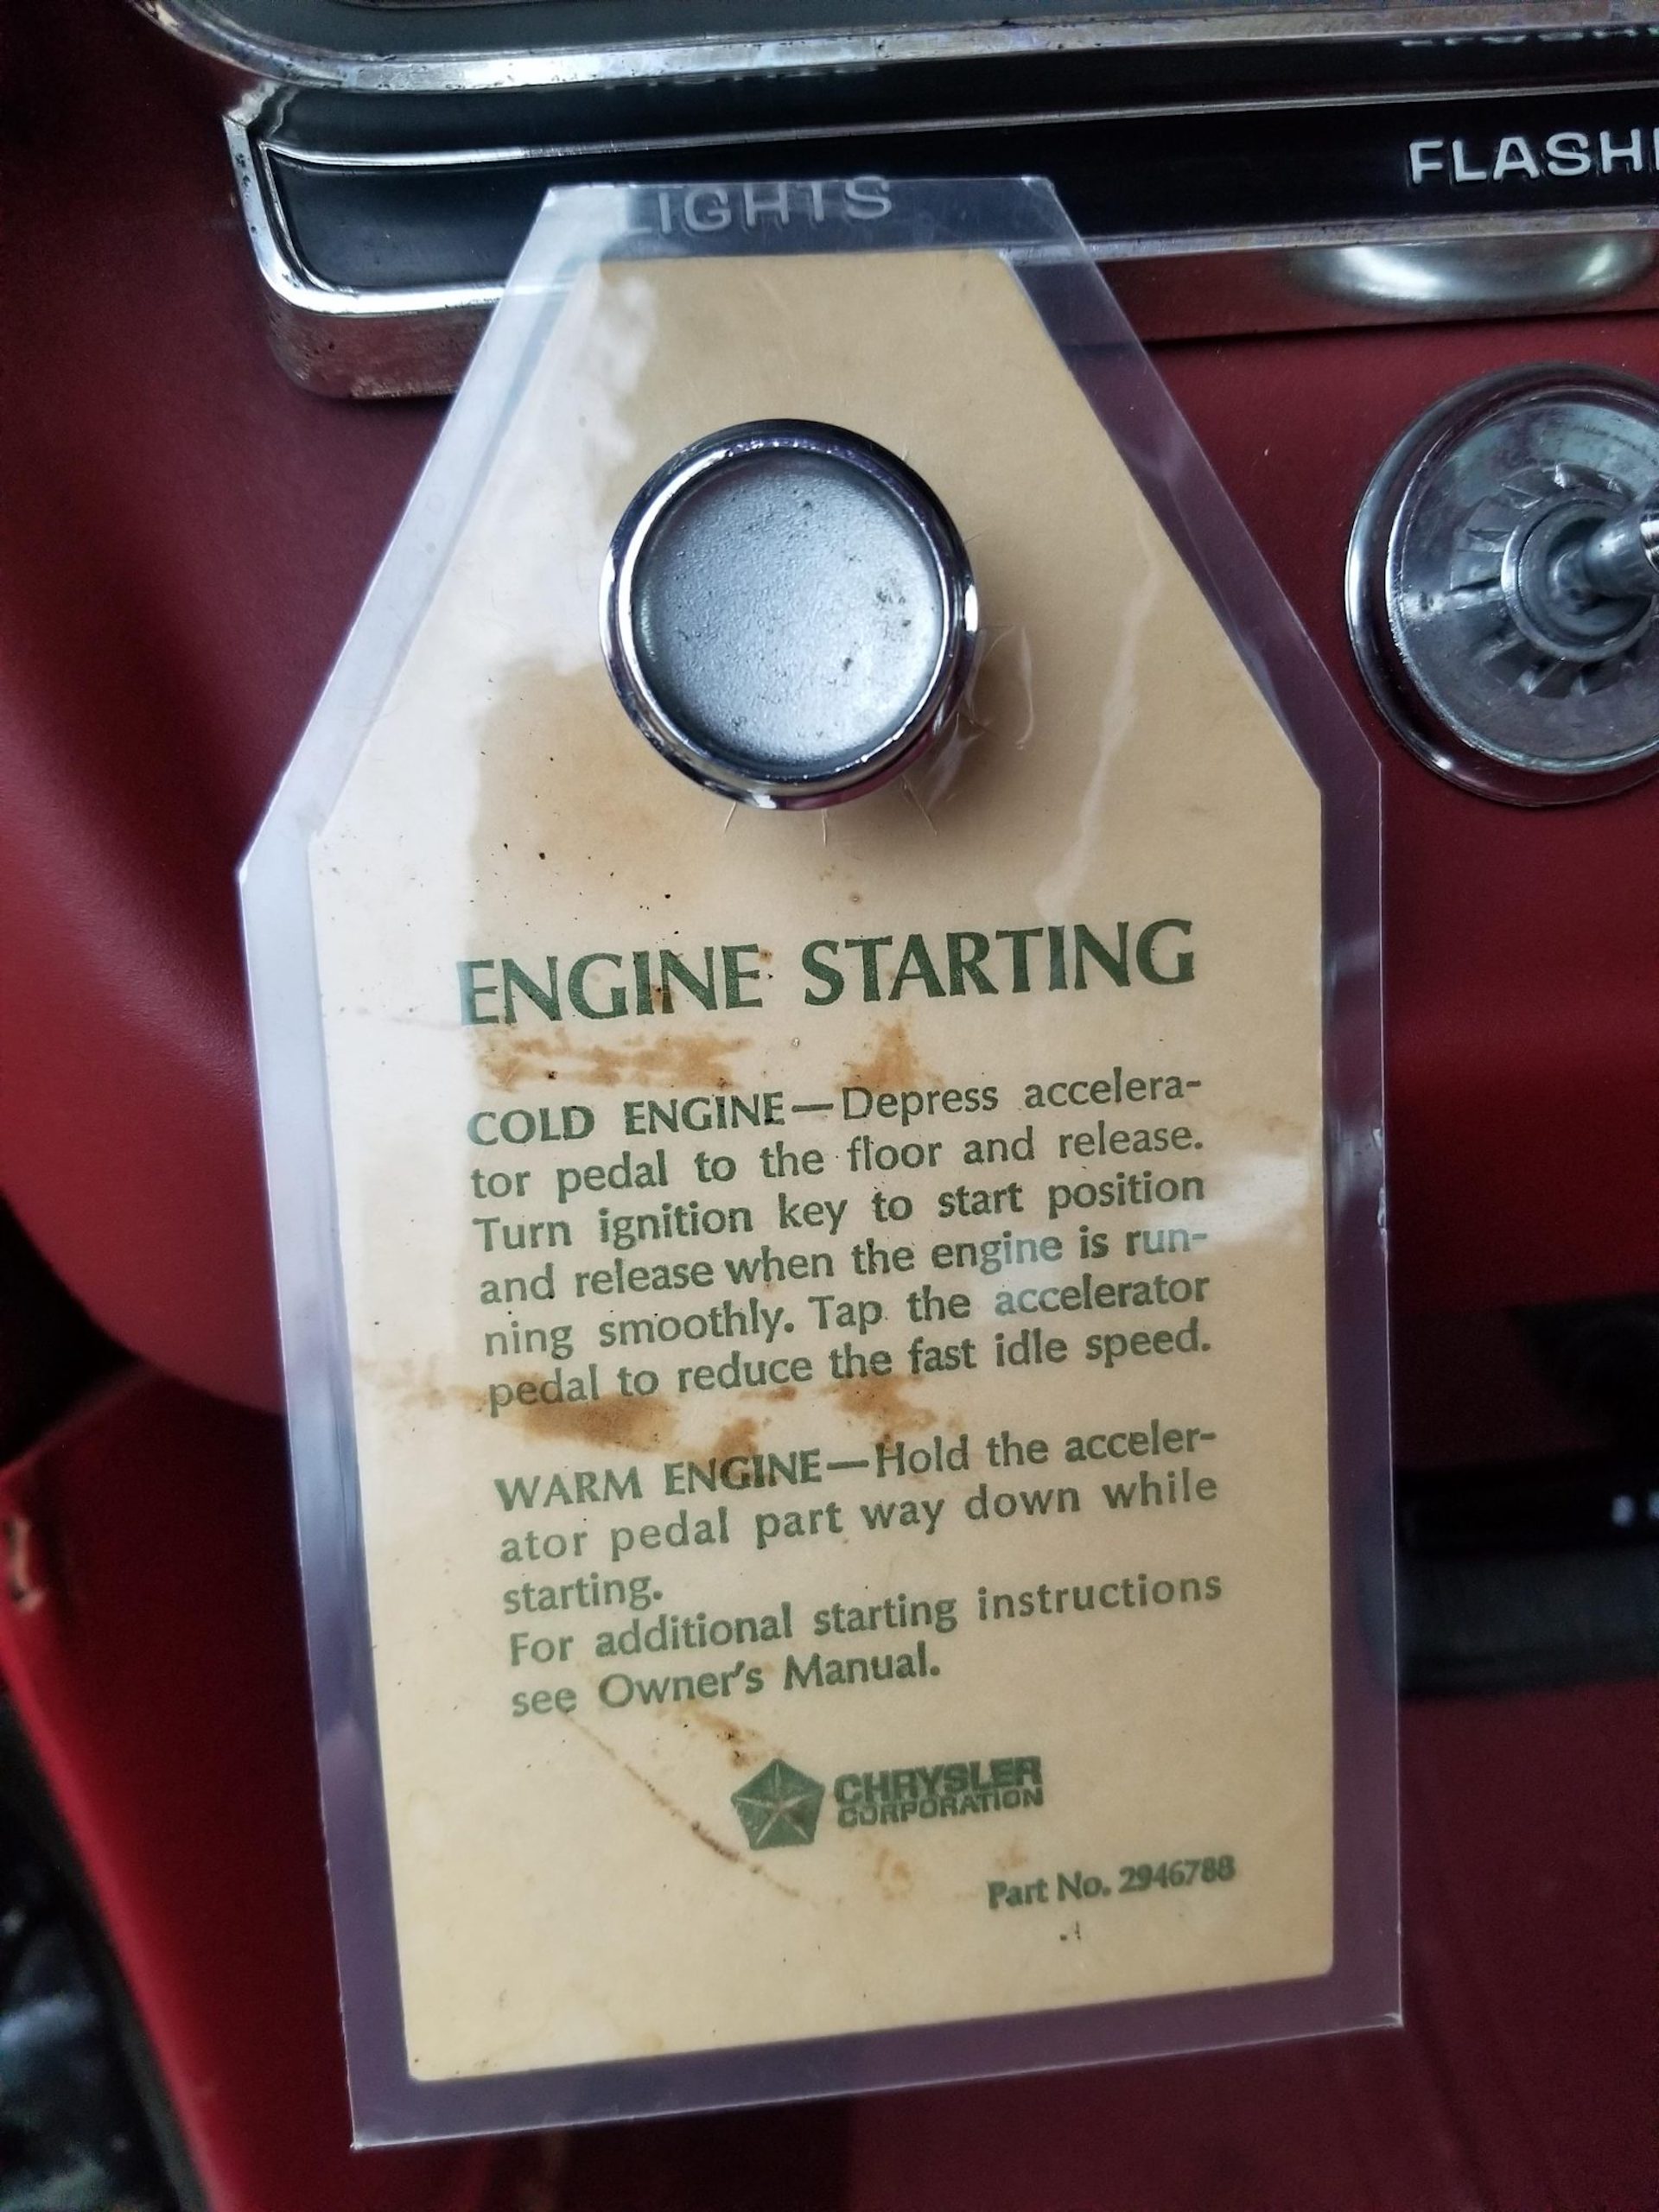 FLASH
LIGHTS
ENGINE STARTING
COLD ENGINE—Depress accelera-
tor pedal to the floor and release.
Turn ignition key to start position
and release when the engine is run-
ning smoothly. Tap the accelerator
pedal to reduce the fast idle speed.
WARM ENGINE—Hold the acceler-
ator pedal part way down while
starting.
For additional starting instructions
see Owner's Manual.
CHRYSLER
CORPORATION
Part No. 2946788